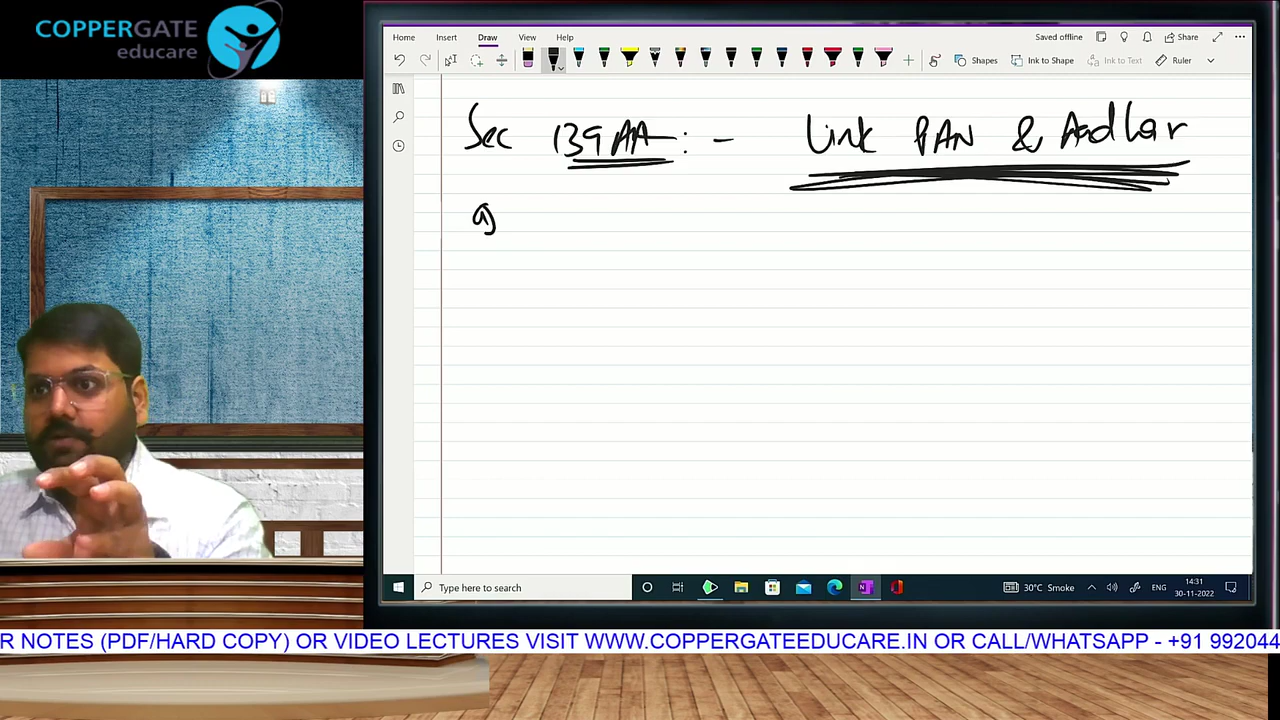 COPPERGATE
educare
Home Insert Draw View Help
Saved offline
Share
Shapes Ink to Shape Ink to Text Ruler
Sec 139AA :- Link PAN & Aadhar
a)
Type here to search
30°C Smoke
ENG
14:31
30-11-2022
R NOTES (PDF/HARD COPY) OR VIDEO LECTURES VISIT WWW.COPPERGATEEDUCARE.IN OR CALL/WHATSAPP - +91 992044